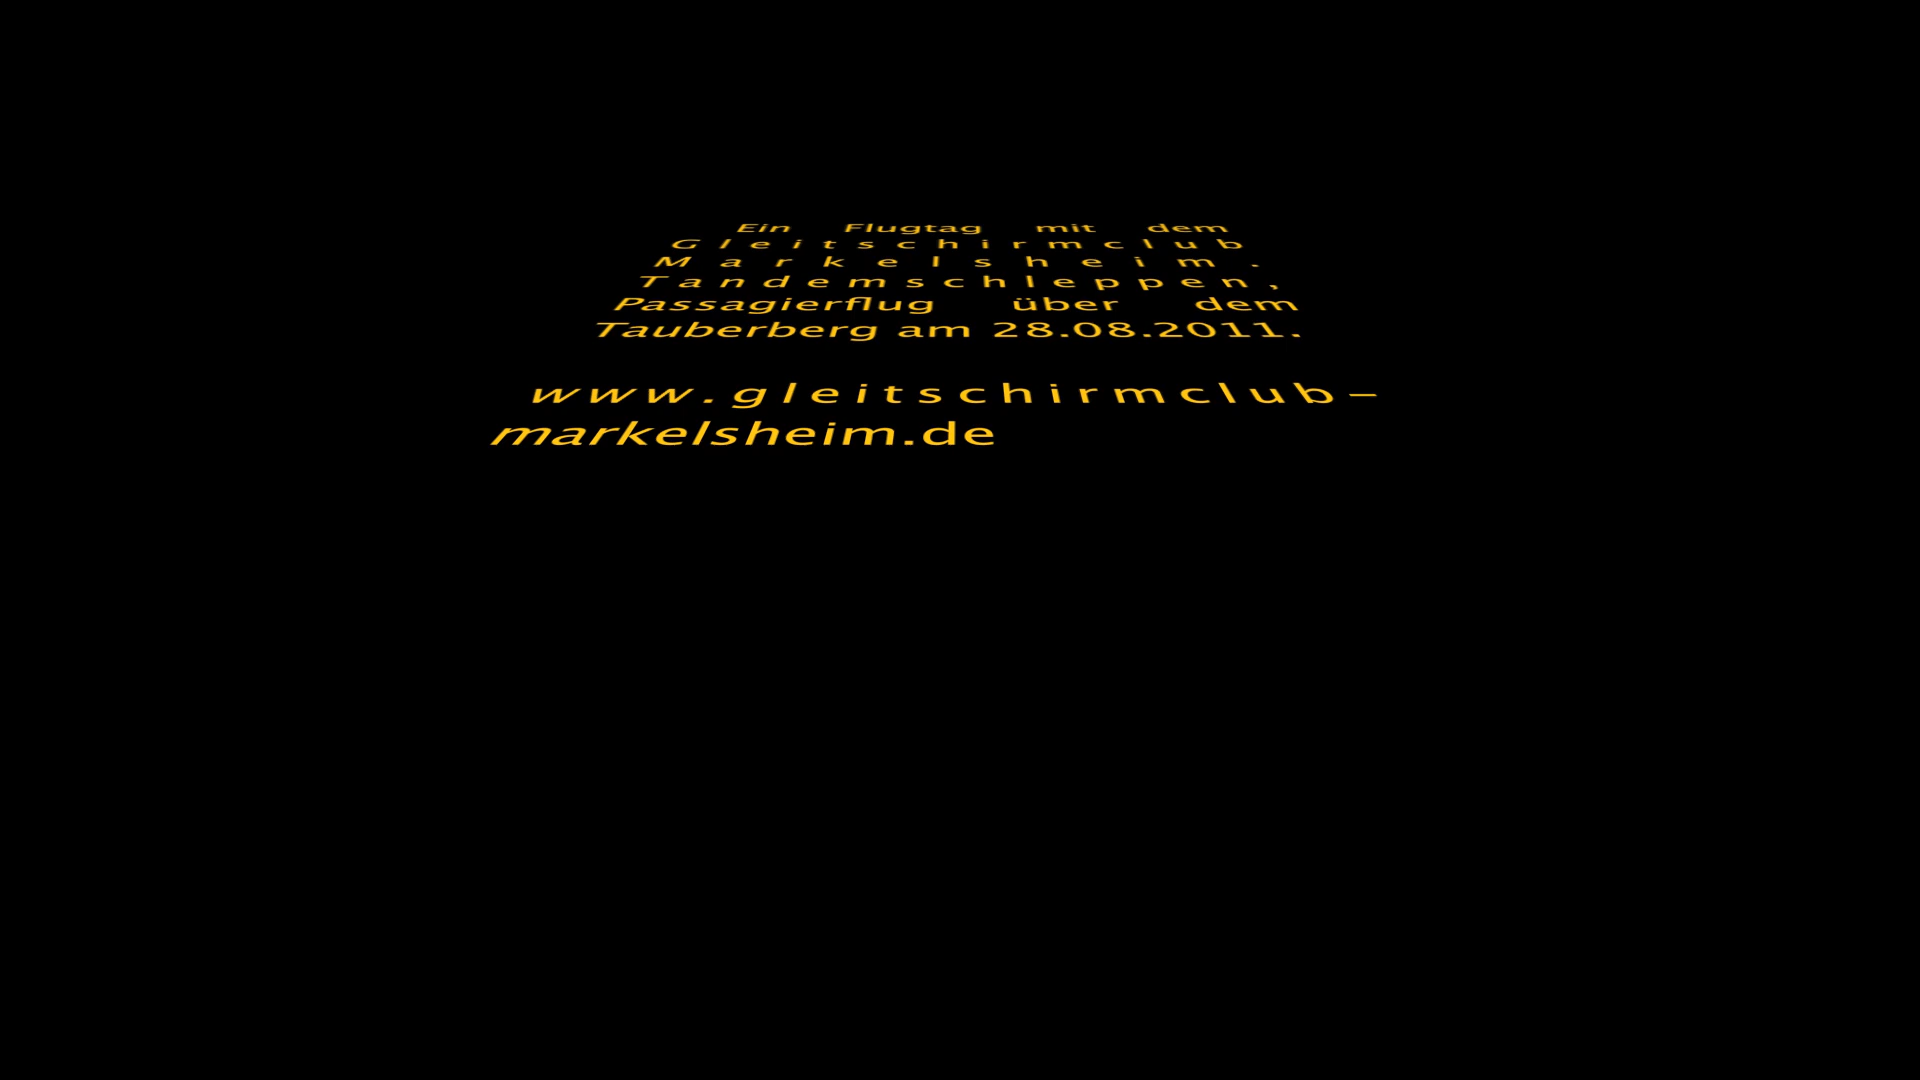 Ein Flugtag mit dem
Gleitschirmclub
Markelsheim.
Tandemschleppen,
Passagierflug über dem
Tauberberg am 28.08.2011.
www.gleitschirmclub-
markelsheim.de